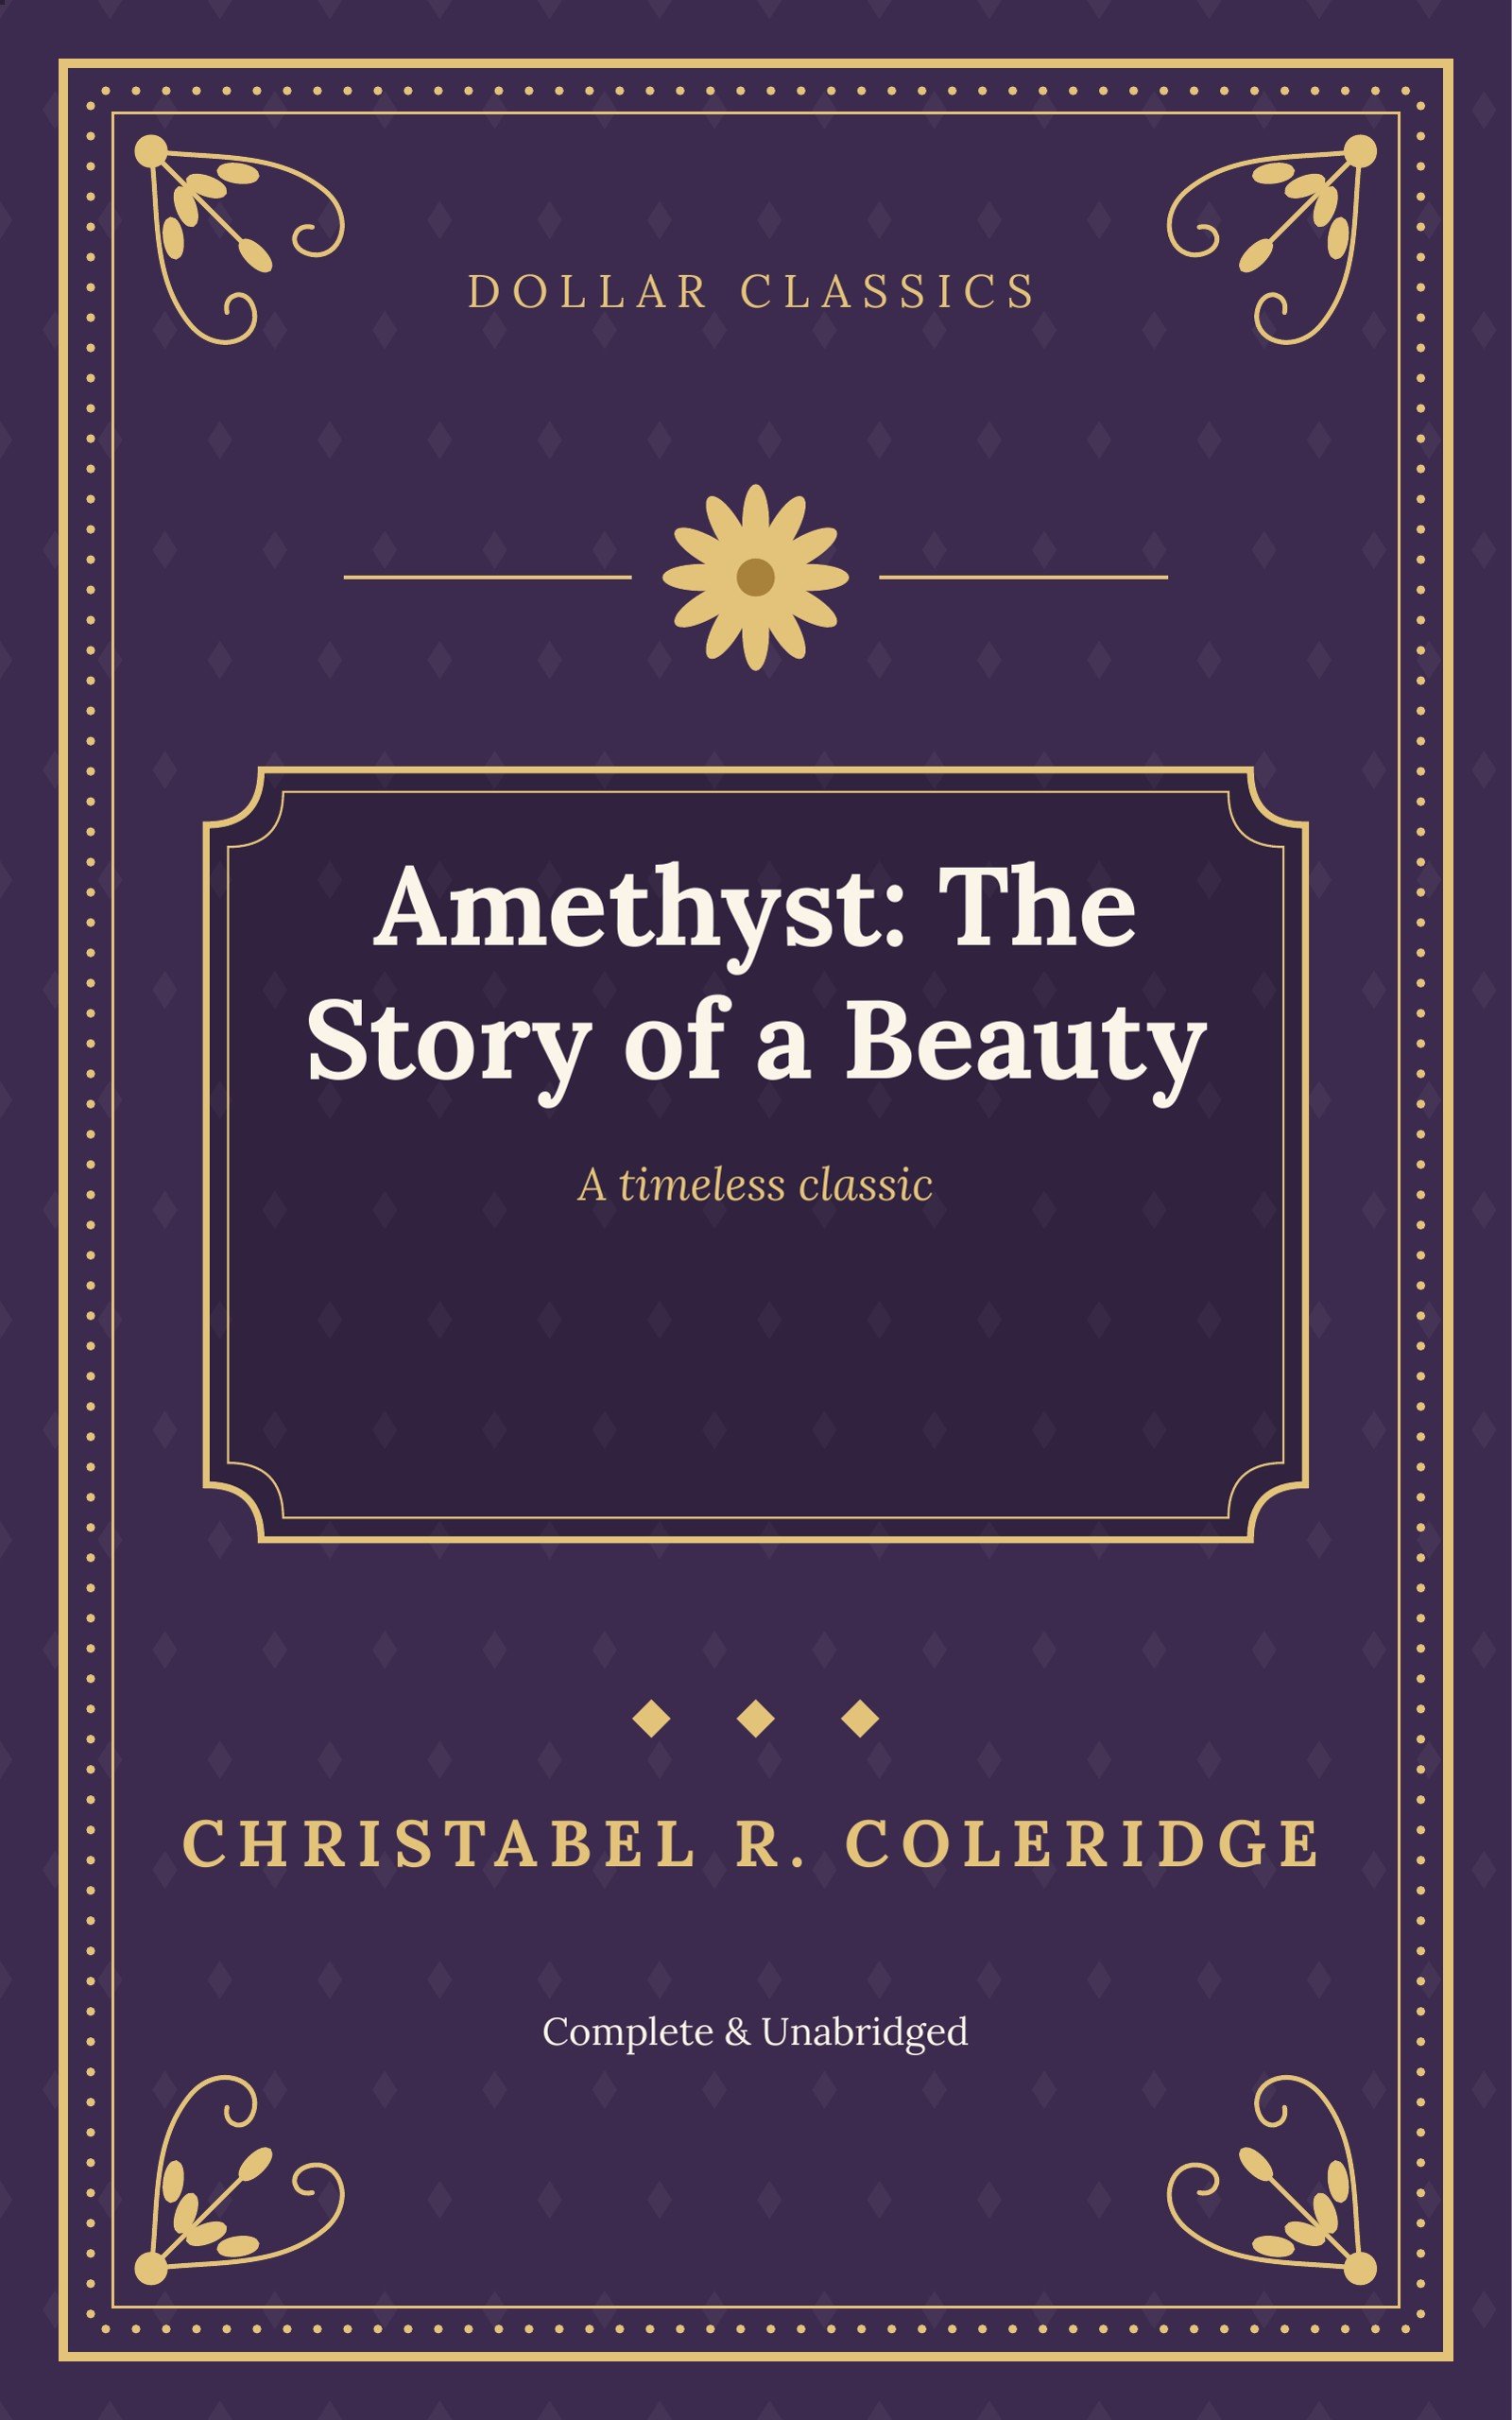 DOLLAR CLASSICS
Amethyst: The
Story of a Beauty
A timeless classic
CHRISTABEL R. COLERIDGE
Complete & Unabridged